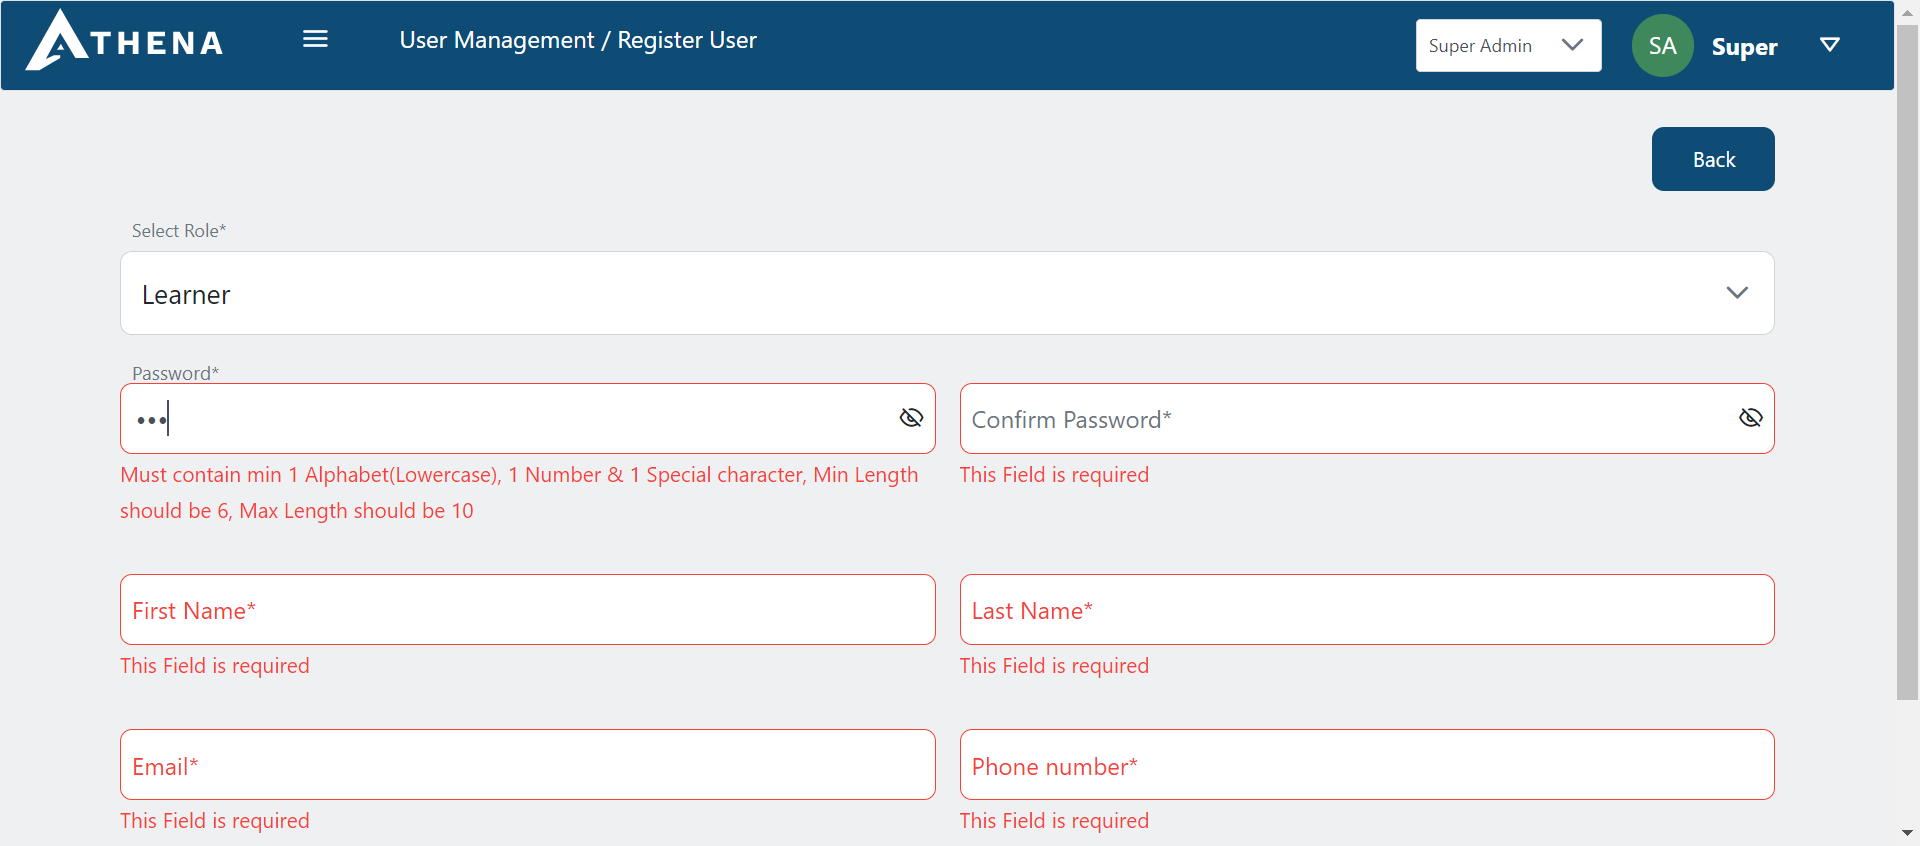 ATHENA
User Management / Register User
Super Admin
SA
Super
Back
Select Role*
Learner
Password*
Confirm Password*
Must contain min 1 Alphabet(Lowercase), 1 Number & 1 Special character, Min Length
should be 6, Max Length should be 10
This Field is required
First Name*
Last Name*
This Field is required
This Field is required
Email*
Phone number*
This Field is required
This Field is required